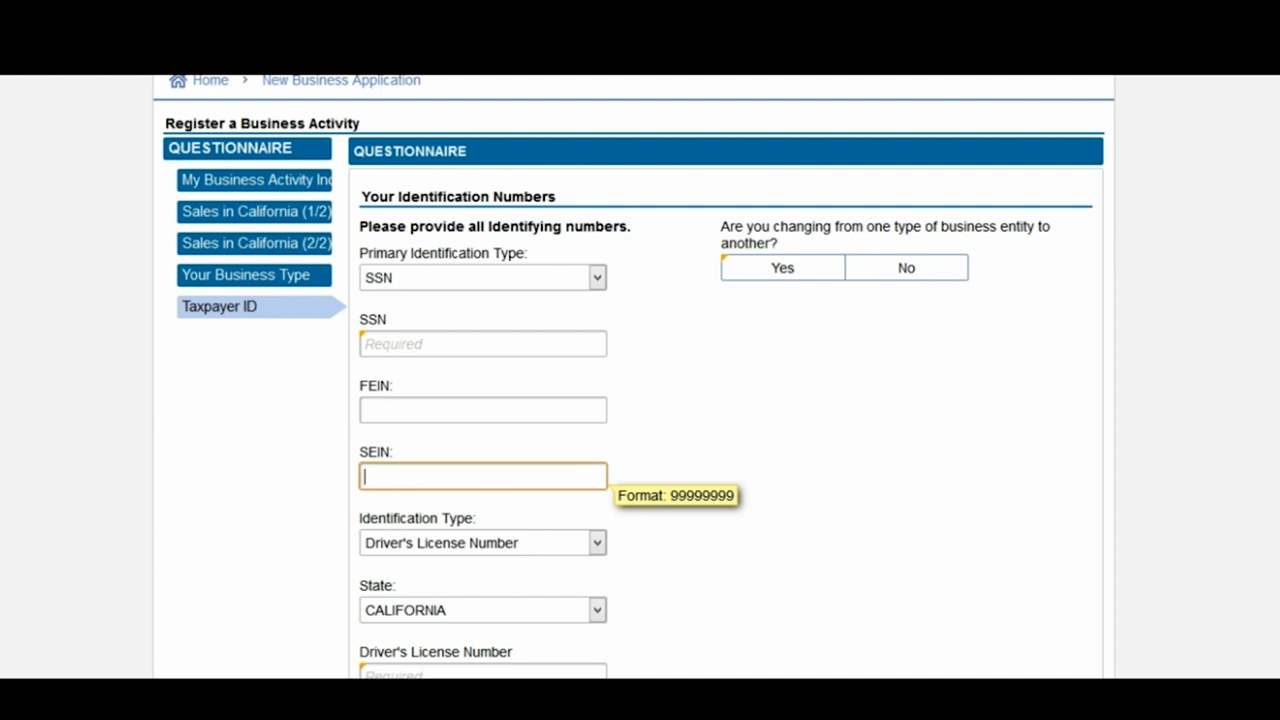 Home > New Business Application
Register a Business Activity
QUESTIONNAIRE
My Business Activity Inc
Sales in California (1/2)
Sales in California (2/2)
Your Business Type
Taxpayer ID
QUESTIONNAIRE
Your Identification Numbers
Please provide all Identifying numbers.
Primary Identification Type:
SSN
SSN
Required
FEIN:
SEIN:
Format: 99999999
Identification Type:
Driver's License Number
State:
CALIFORNIA
Driver's License Number
Required
Are you changing from one type of business entity to
another?
Yes No